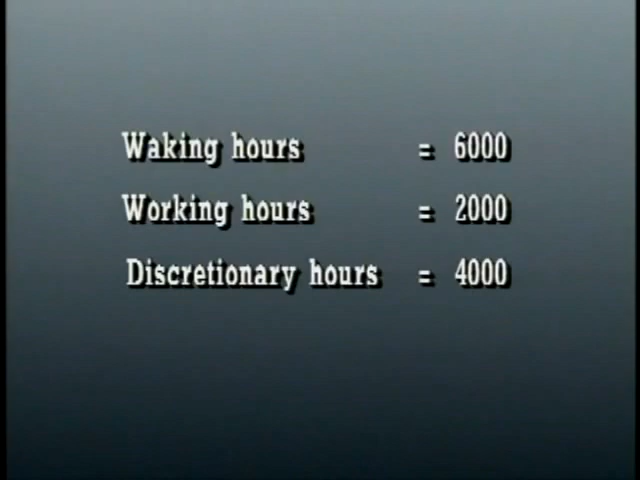 Waking hours = 6000
Working hours = 2000
Discretionary hours = 4000